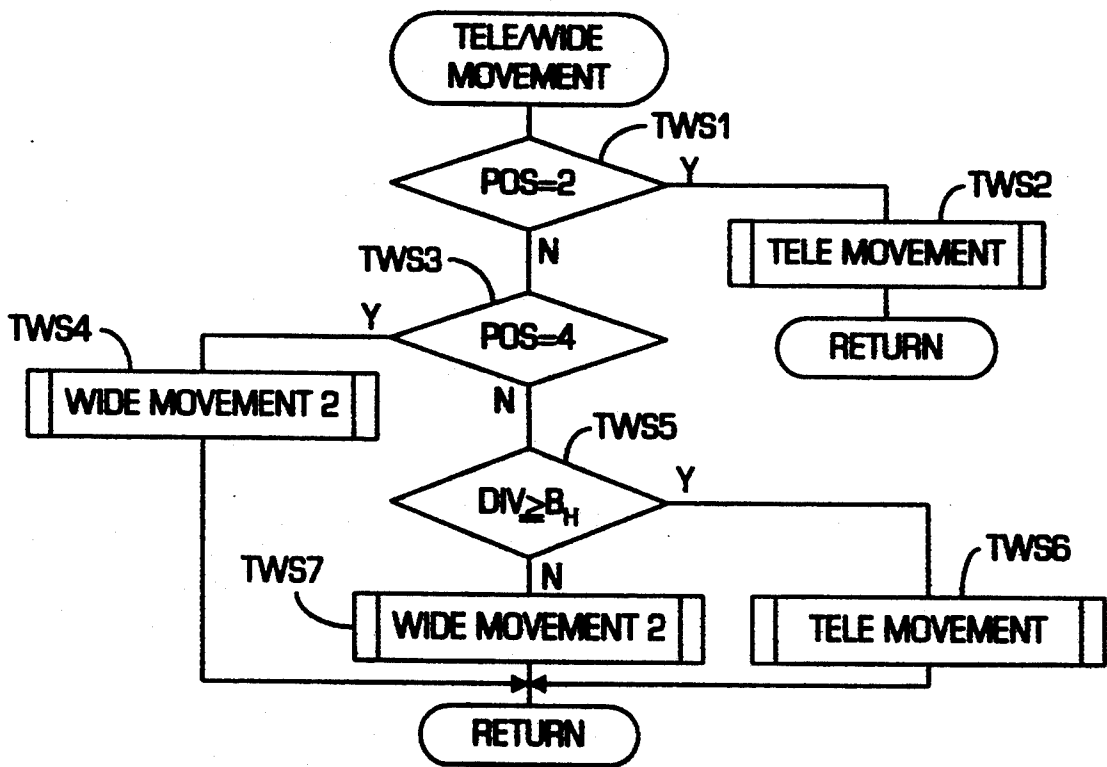 TELE/WIDE
MOVEMENT
TWS1
POS=2
Y
TWS2
N
TELE MOVEMENT
TWS3
RETURN
Y
POS=4
TWS4
WIDE MOVEMENT 2
N
TWS5
DIV≥B_H
Y
TWS6
TWS7
N
WIDE MOVEMENT 2
TELE MOVEMENT
RETURN